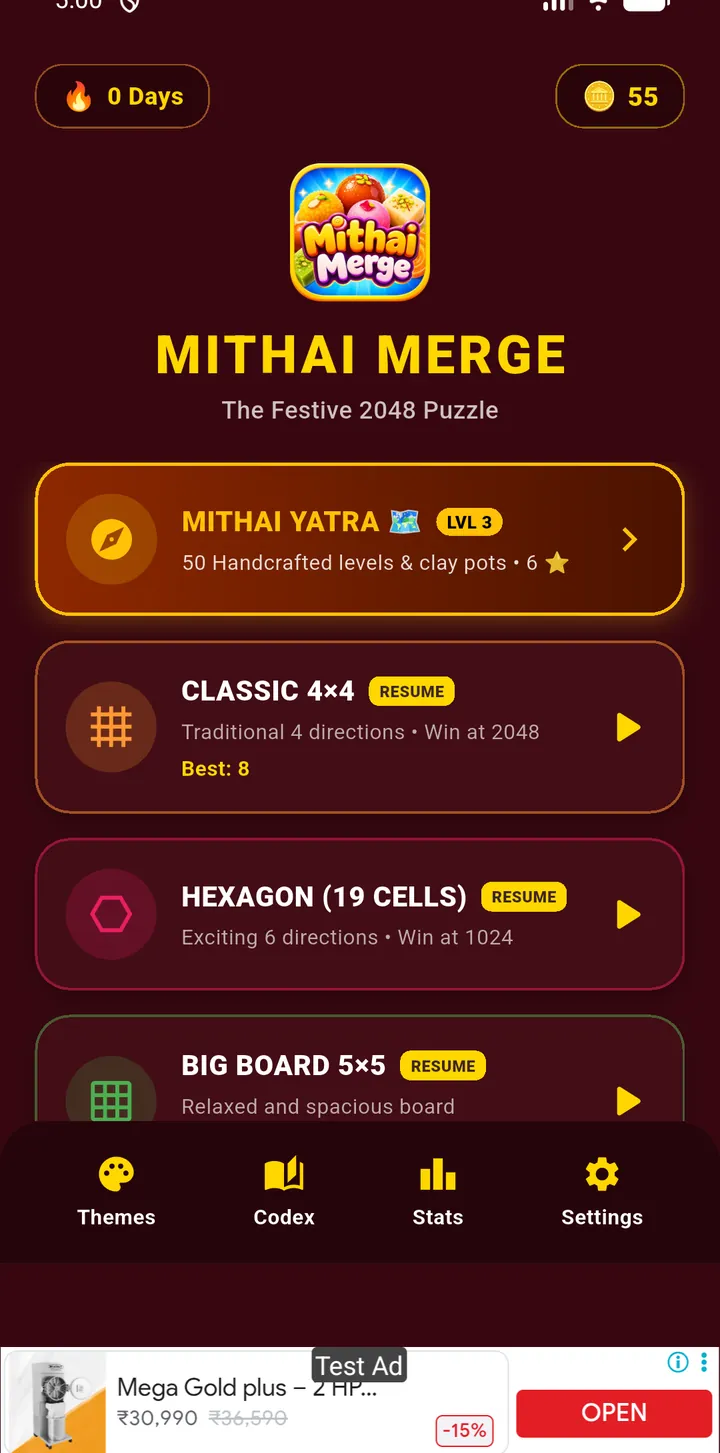 5:00
0 Days
55
Mithai
Merge
MITHAI MERGE
The Festive 2048 Puzzle
MITHAI YATRA LVL 3
50 Handcrafted levels & clay pots • 6
CLASSIC 4×4 RESUME
Traditional 4 directions • Win at 2048
Best: 8
HEXAGON (19 CELLS) RESUME
Exciting 6 directions • Win at 1024
BIG BOARD 5×5 RESUME
Relaxed and spacious board
Themes Codex Stats Settings
Test Ad
Mega Gold plus – 2 HP...
₹30,990 ₹36,590
-15%
OPEN